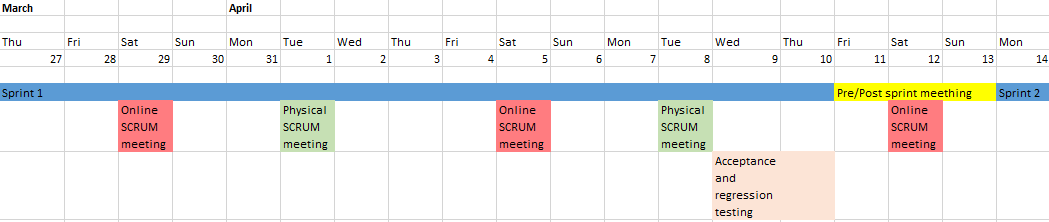 March April
Thu Fri Sat Sun Mon Tue Wed Thu Fri Sat Sun Mon Tue Wed Thu Fri Sat Sun Mon
27 28 29 30 31 1 2 3 4 5 6 7 8 9 10 11 12 13 14
Sprint 1 Pre/Post sprint meething Sprint 2
Online Physical Online Physical Online
SCRUM SCRUM SCRUM SCRUM SCRUM
meeting meeting meeting meeting meeting
Acceptance
and
regression
testing